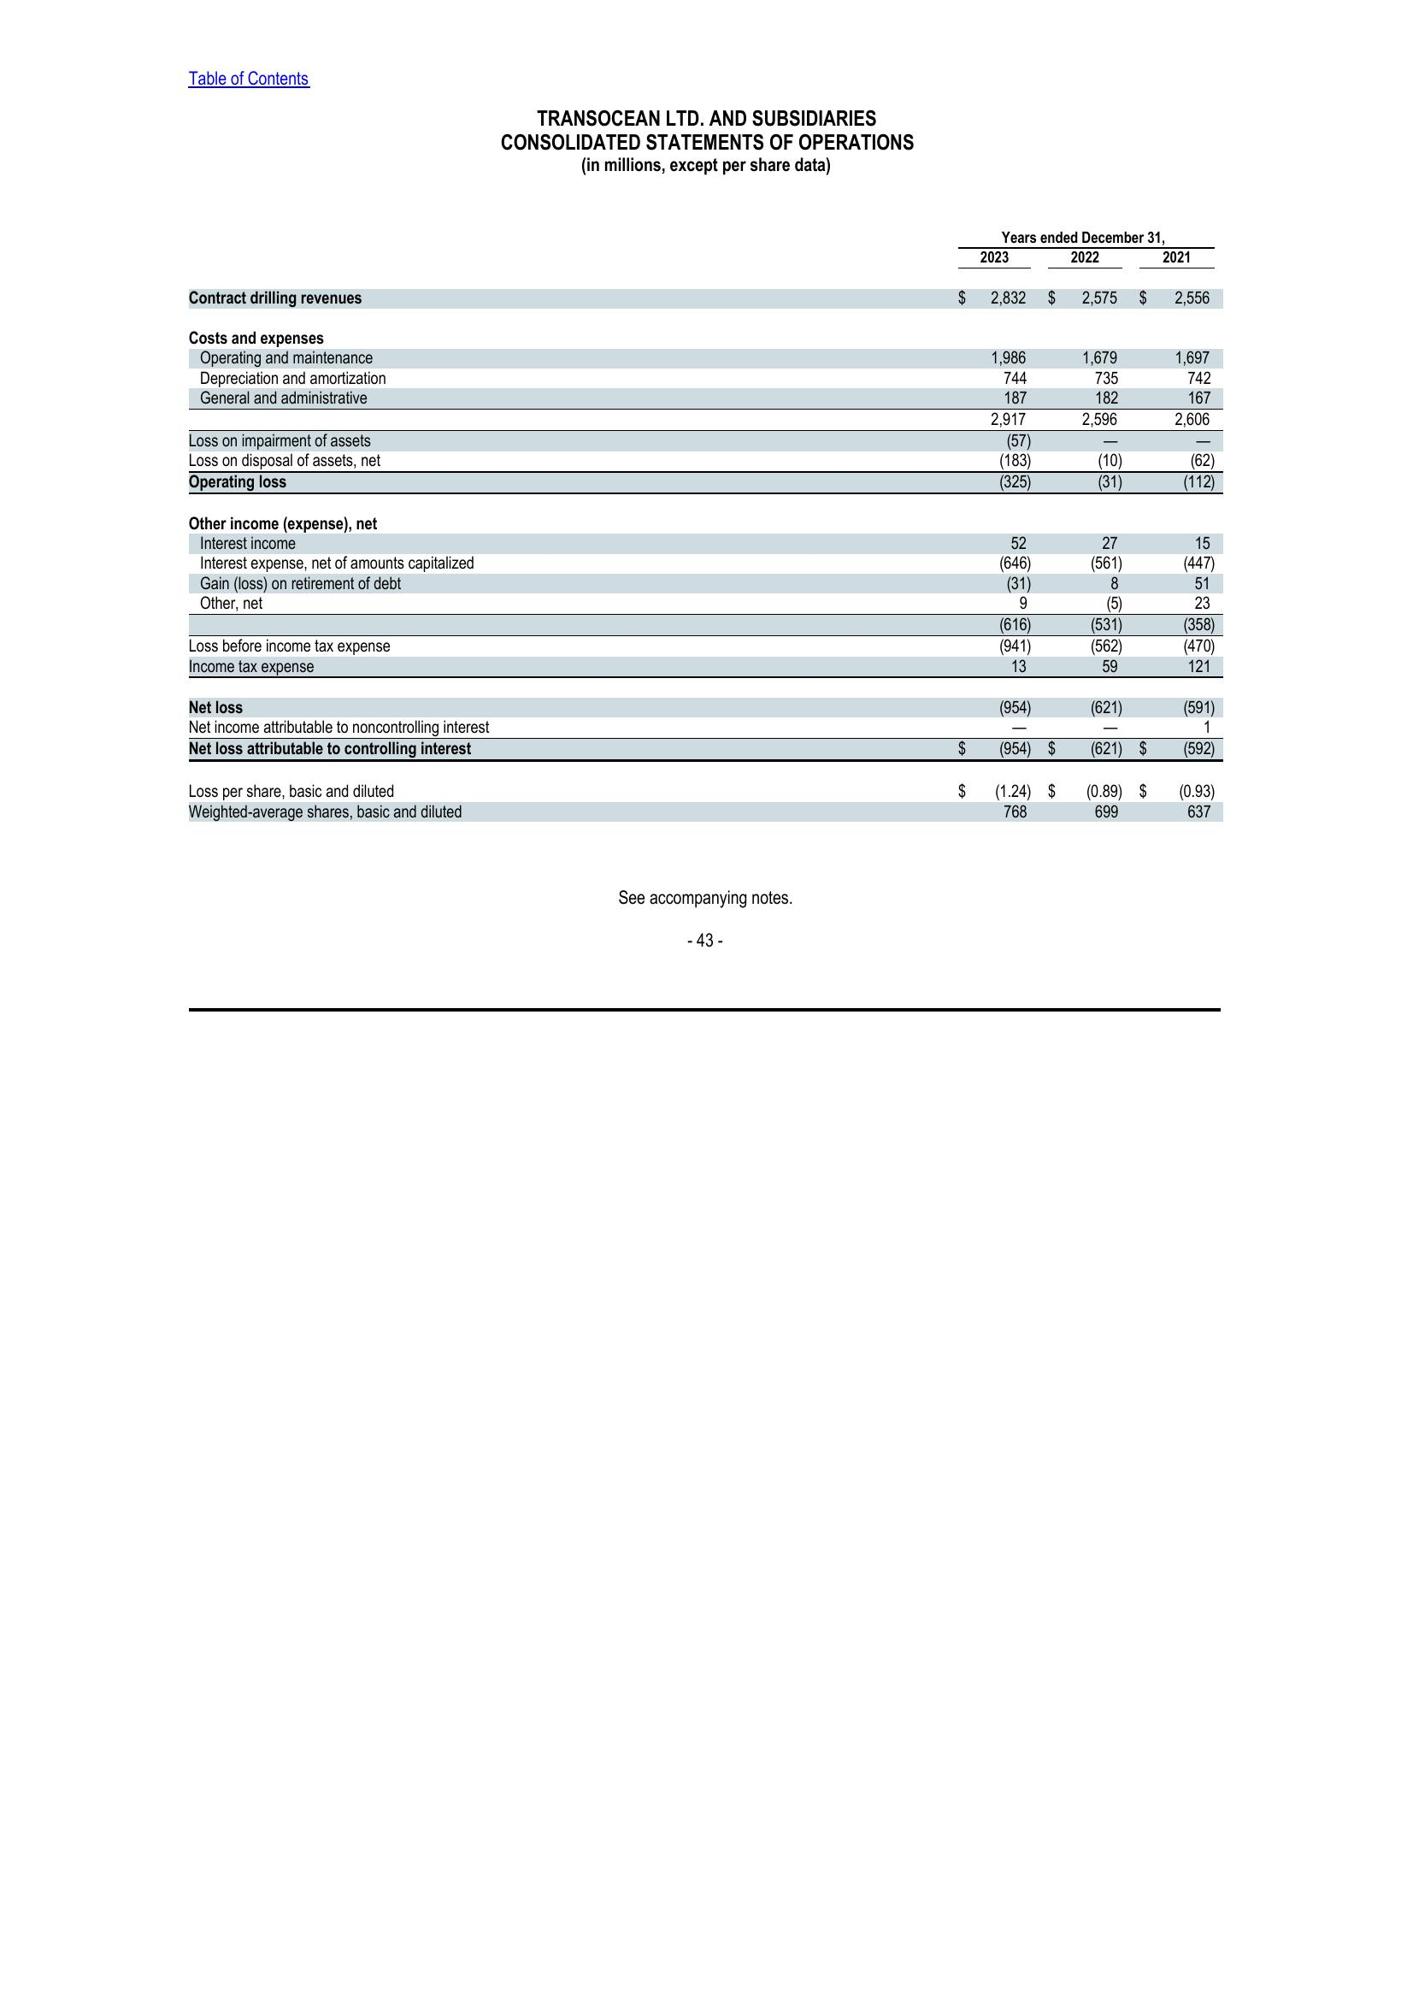 Table of Contents
TRANSOCEAN LTD. AND SUBSIDIARIES
CONSOLIDATED STATEMENTS OF OPERATIONS
(in millions, except per share data)
Years ended December 31,
2023 2022 2021
Contract drilling revenues $ 2,832 $ 2,575 $ 2,556
Costs and expenses
Operating and maintenance 1,986 1,679 1,697
Depreciation and amortization 744 735 742
General and administrative 187 182 167
2,917 2,596 2,606
Loss on impairment of assets (57) — —
Loss on disposal of assets, net (183) (10) (62)
Operating loss (325) (31) (112)
Other income (expense), net
Interest income 52 27 15
Interest expense, net of amounts capitalized (646) (561) (447)
Gain (loss) on retirement of debt (31) 8 51
Other, net 9 (5) 23
(616) (531) (358)
Loss before income tax expense (941) (562) (470)
Income tax expense 13 59 121
Net loss (954) (621) (591)
Net income attributable to noncontrolling interest — — 1
Net loss attributable to controlling interest $ (954) $ (621) $ (592)
Loss per share, basic and diluted $ (1.24) $ (0.89) $ (0.93)
Weighted-average shares, basic and diluted 768 699 637
See accompanying notes.
- 43 -